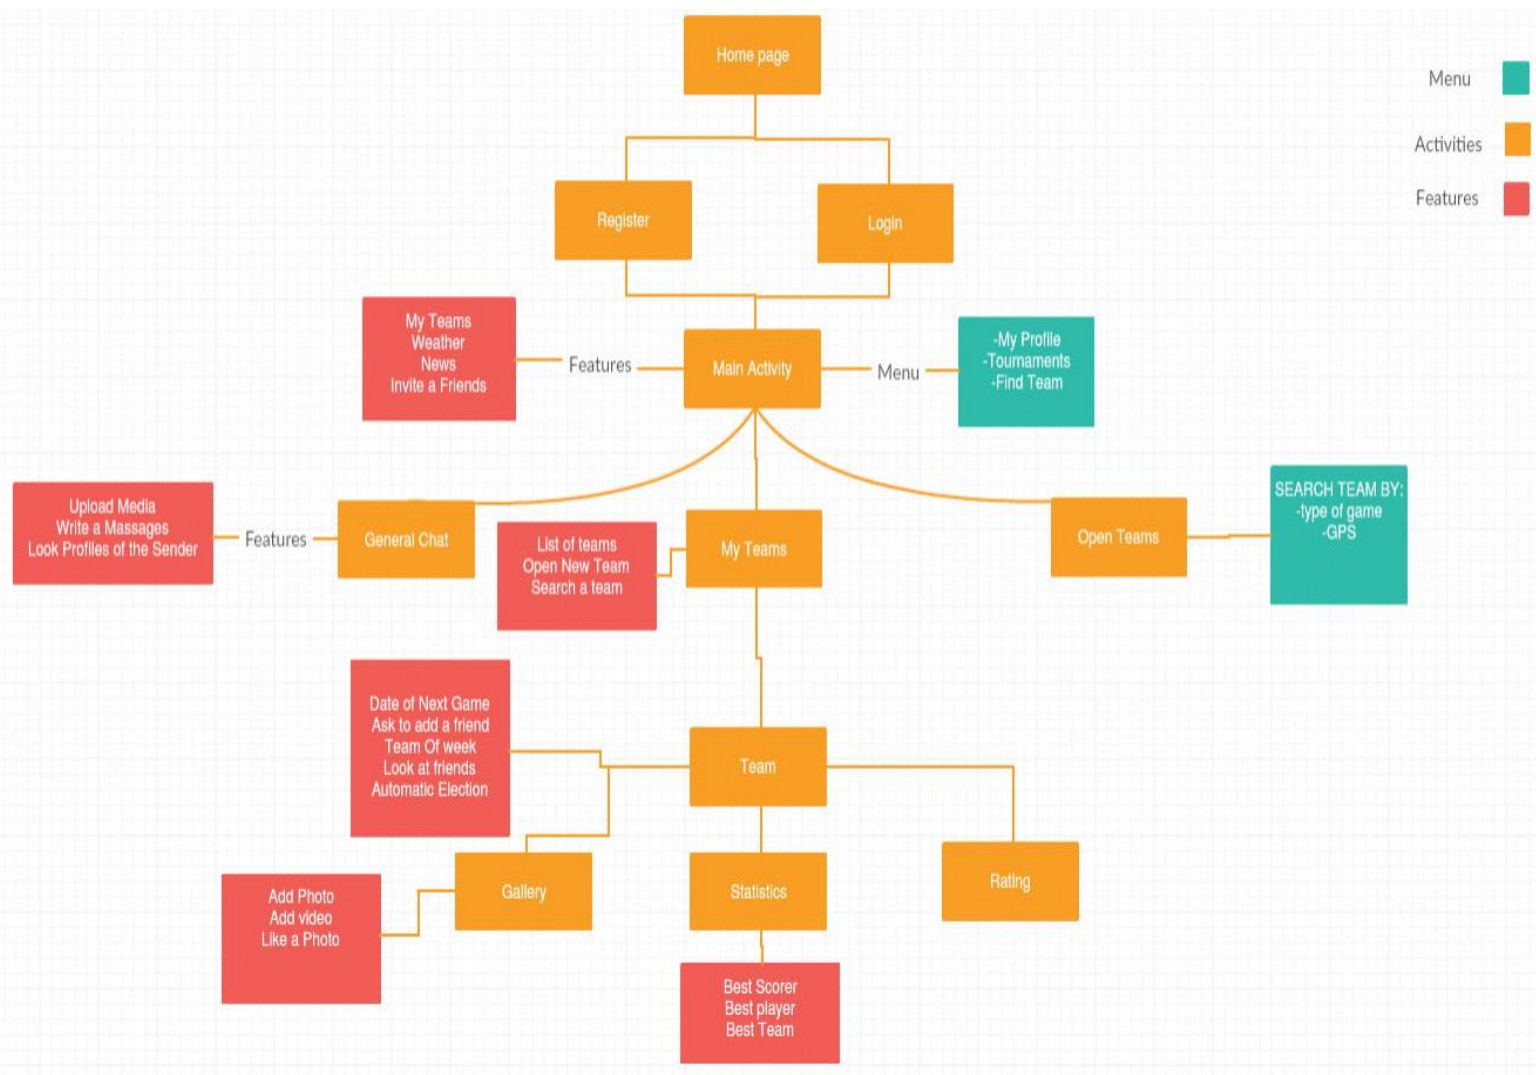 Home page
Menu
Activities
Features
Register
Login
My Teams
Weather
News
Invite a Friends
Features
Main Activity
Menu
-My Profile
-Tournaments
-Find Team
Upload Media
Write a Massages
Look Profiles of the Sender
Features
General Chat
List of teams
Open New Team
Search a team
My Teams
Open Teams
SEARCH TEAM BY:
-type of game
-GPS
Date of Next Game
Ask to add a friend
Team Of week
Look at friends
Automatic Election
Team
Add Photo
Add video
Like a Photo
Gallery
Statistics
Rating
Best Scorer
Best player
Best Team